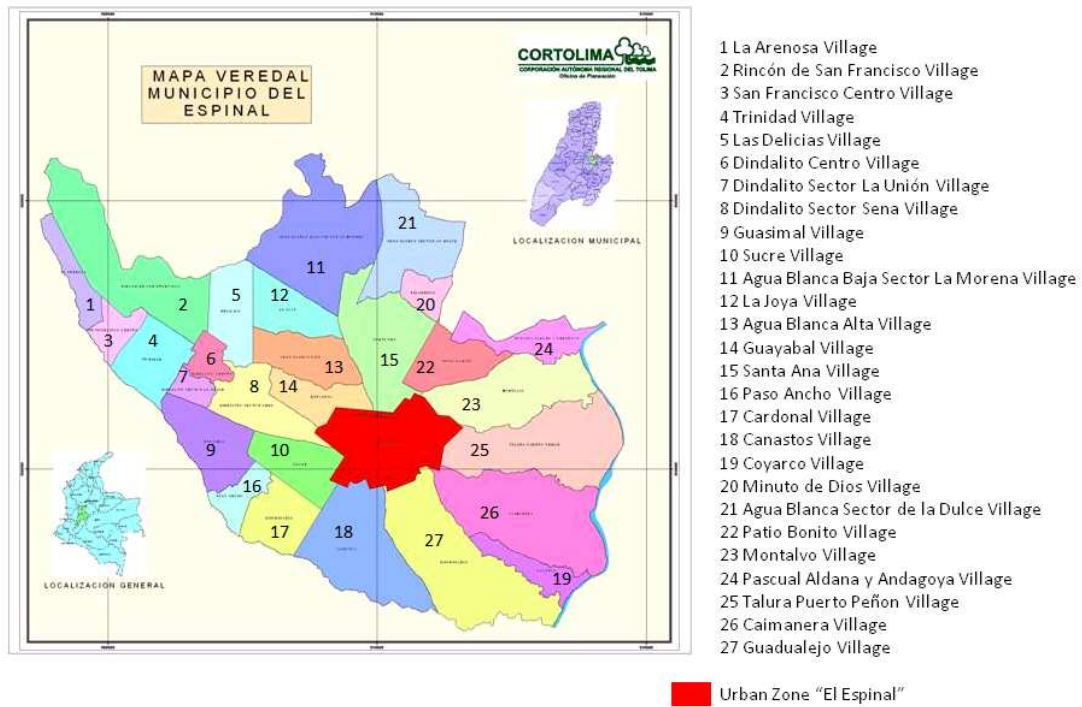 MAPA VEREDAL
MUNICIPIO DEL
ESPINAL
CORTOLIMA
CORPORACIÓN AUTÓNOMA REGIONAL DEL TOLIMA
Oficina de Planeación
LOCALIZACION MUNICIPAL
LOCALIZACION GENERAL
21
11
5
12
20
1
2
3
4
24
6
15
22
7
13
8
14
23
9
10
25
16
26
17
18
27
19
1 La Arenosa Village
2 Rincón de San Francisco Village
3 San Francisco Centro Village
4 Trinidad Village
5 Las Delicias Village
6 Dindalito Centro Village
7 Dindalito Sector La Unión Village
8 Dindalito Sector Sena Village
9 Guasimal Village
10 Sucre Village
11 Agua Blanca Baja Sector La Morena Village
12 La Joya Village
13 Agua Blanca Alta Village
14 Guayabal Village
15 Santa Ana Village
16 Paso Ancho Village
17 Cardonal Village
18 Canastos Village
19 Coyarco Village
20 Minuto de Dios Village
21 Agua Blanca Sector de la Dulce Village
22 Patio Bonito Village
23 Montalvo Village
24 Pascual Aldana y Andagoya Village
25 Talura Puerto Peñon Village
26 Caimanera Village
27 Guadualejo Village
Urban Zone “El Espinal”